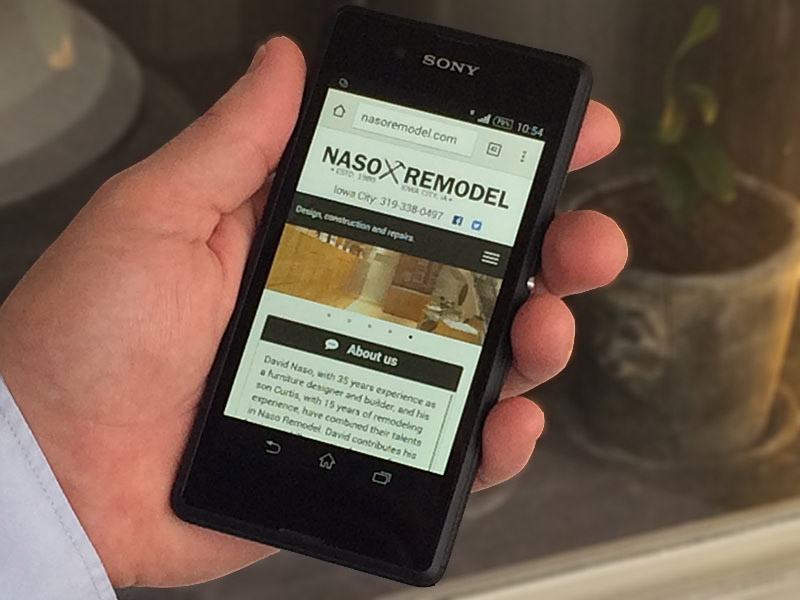 SONY
79% 10:54
nasoremodel.com 42
NASO REMODEL
• ESTD. 1980 IOWA CITY, IA •
Iowa City: 319-338-0497
Design, construction and repairs.
About us
David Naso, with 35 years experience as
a furniture designer and builder, and his
son Curtis, with 15 years of remodeling
experience, have combined their talents
in Naso Remodel. David contributes his